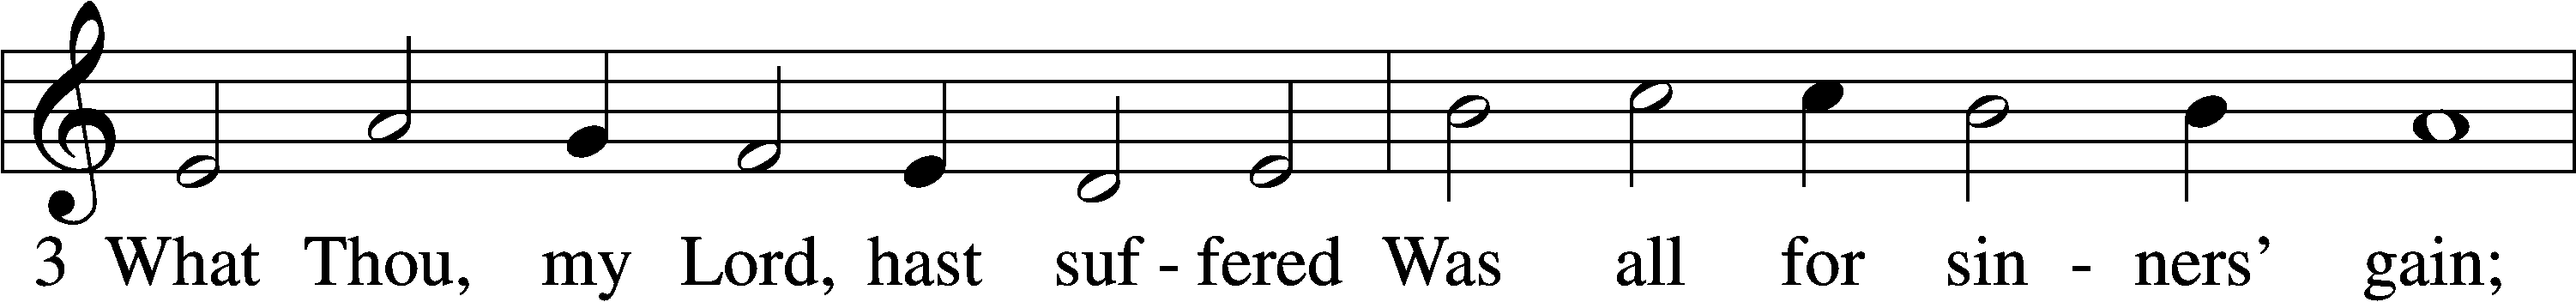 3 What Thou, my Lord, hast suf - fered Was all for sin - ners’ gain;